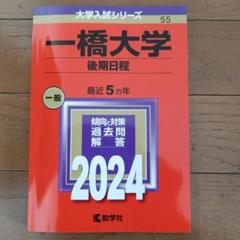 大学入試シリーズ
55
一橋大学
後期日程
一般
最近5カ年
傾向と対策
過去問
解答
2024
教学社